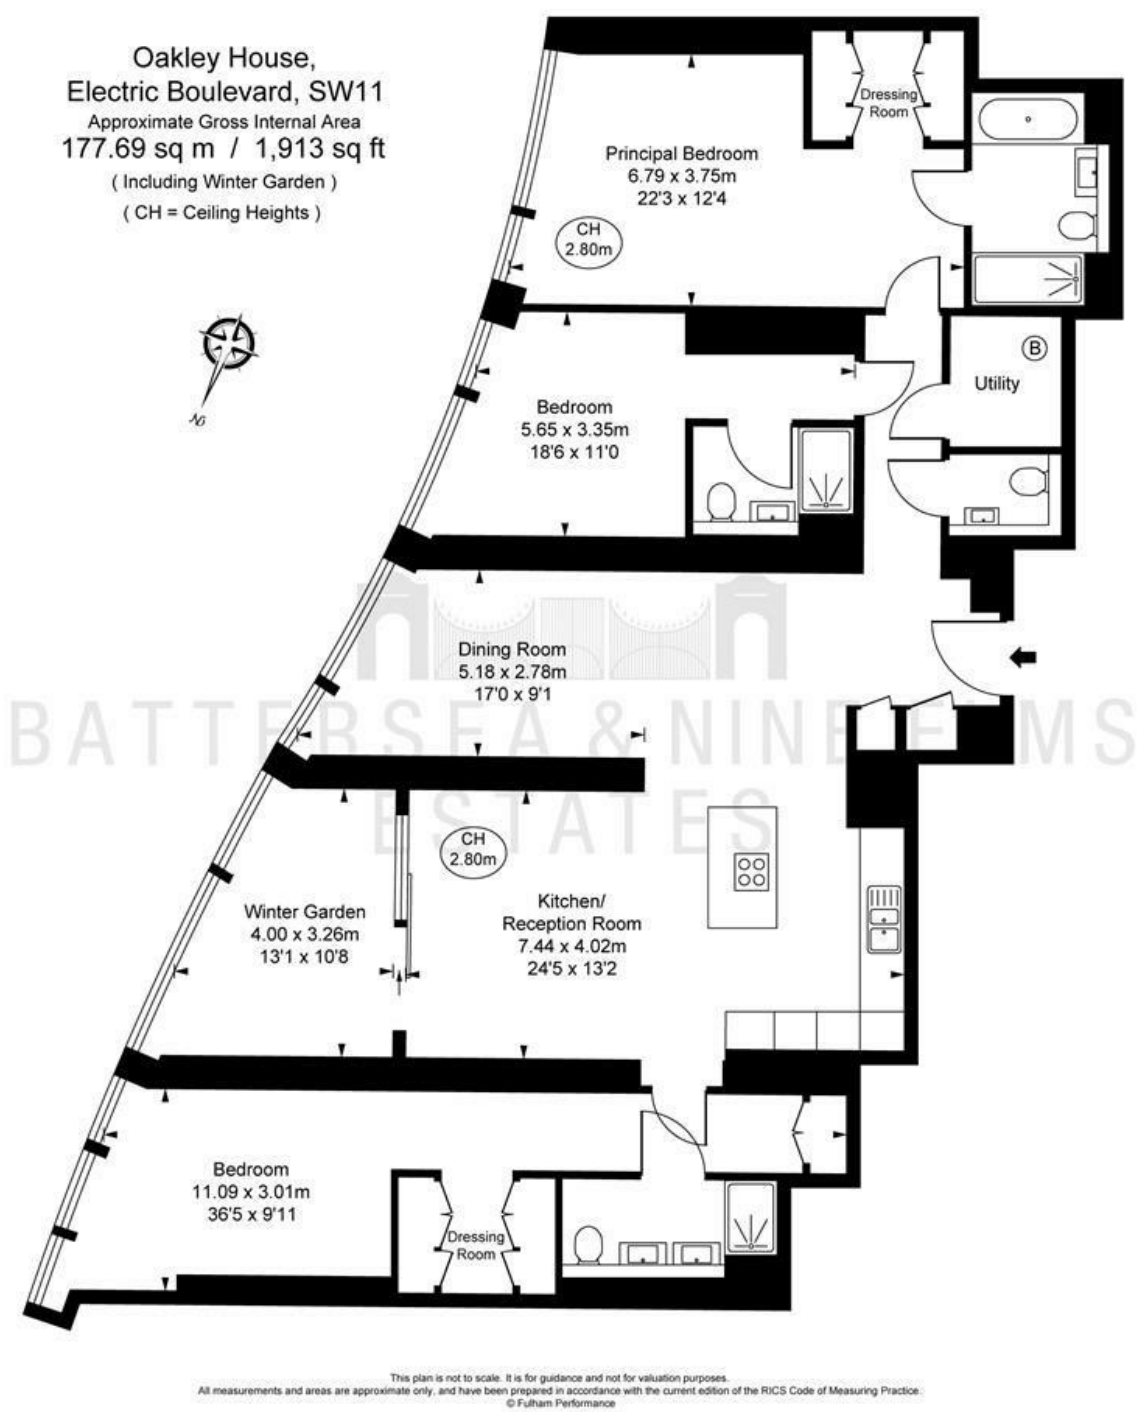 Oakley House,
Electric Boulevard, SW11
Approximate Gross Internal Area
177.69 sq m / 1,913 sq ft
( Including Winter Garden )
( CH = Ceiling Heights )
N
Dressing
Room
Principal Bedroom
6.79 x 3.75m
22'3 x 12'4
CH
2.80m
B
Utility
Bedroom
5.65 x 3.35m
18'6 x 11'0
Dining Room
5.18 x 2.78m
17'0 x 9'1
BATTERSEA & NINE ELMS
ESTATES
CH
2.80m
Kitchen/
Reception Room
7.44 x 4.02m
24'5 x 13'2
Winter Garden
4.00 x 3.26m
13'1 x 10'8
Bedroom
11.09 x 3.01m
36'5 x 9'11
Dressing
Room
This plan is not to scale. It is for guidance and not for valuation purposes.
All measurements and areas are approximate only, and have been prepared in accordance with the current edition of the RICS Code of Measuring Practice.
© Fulham Performance